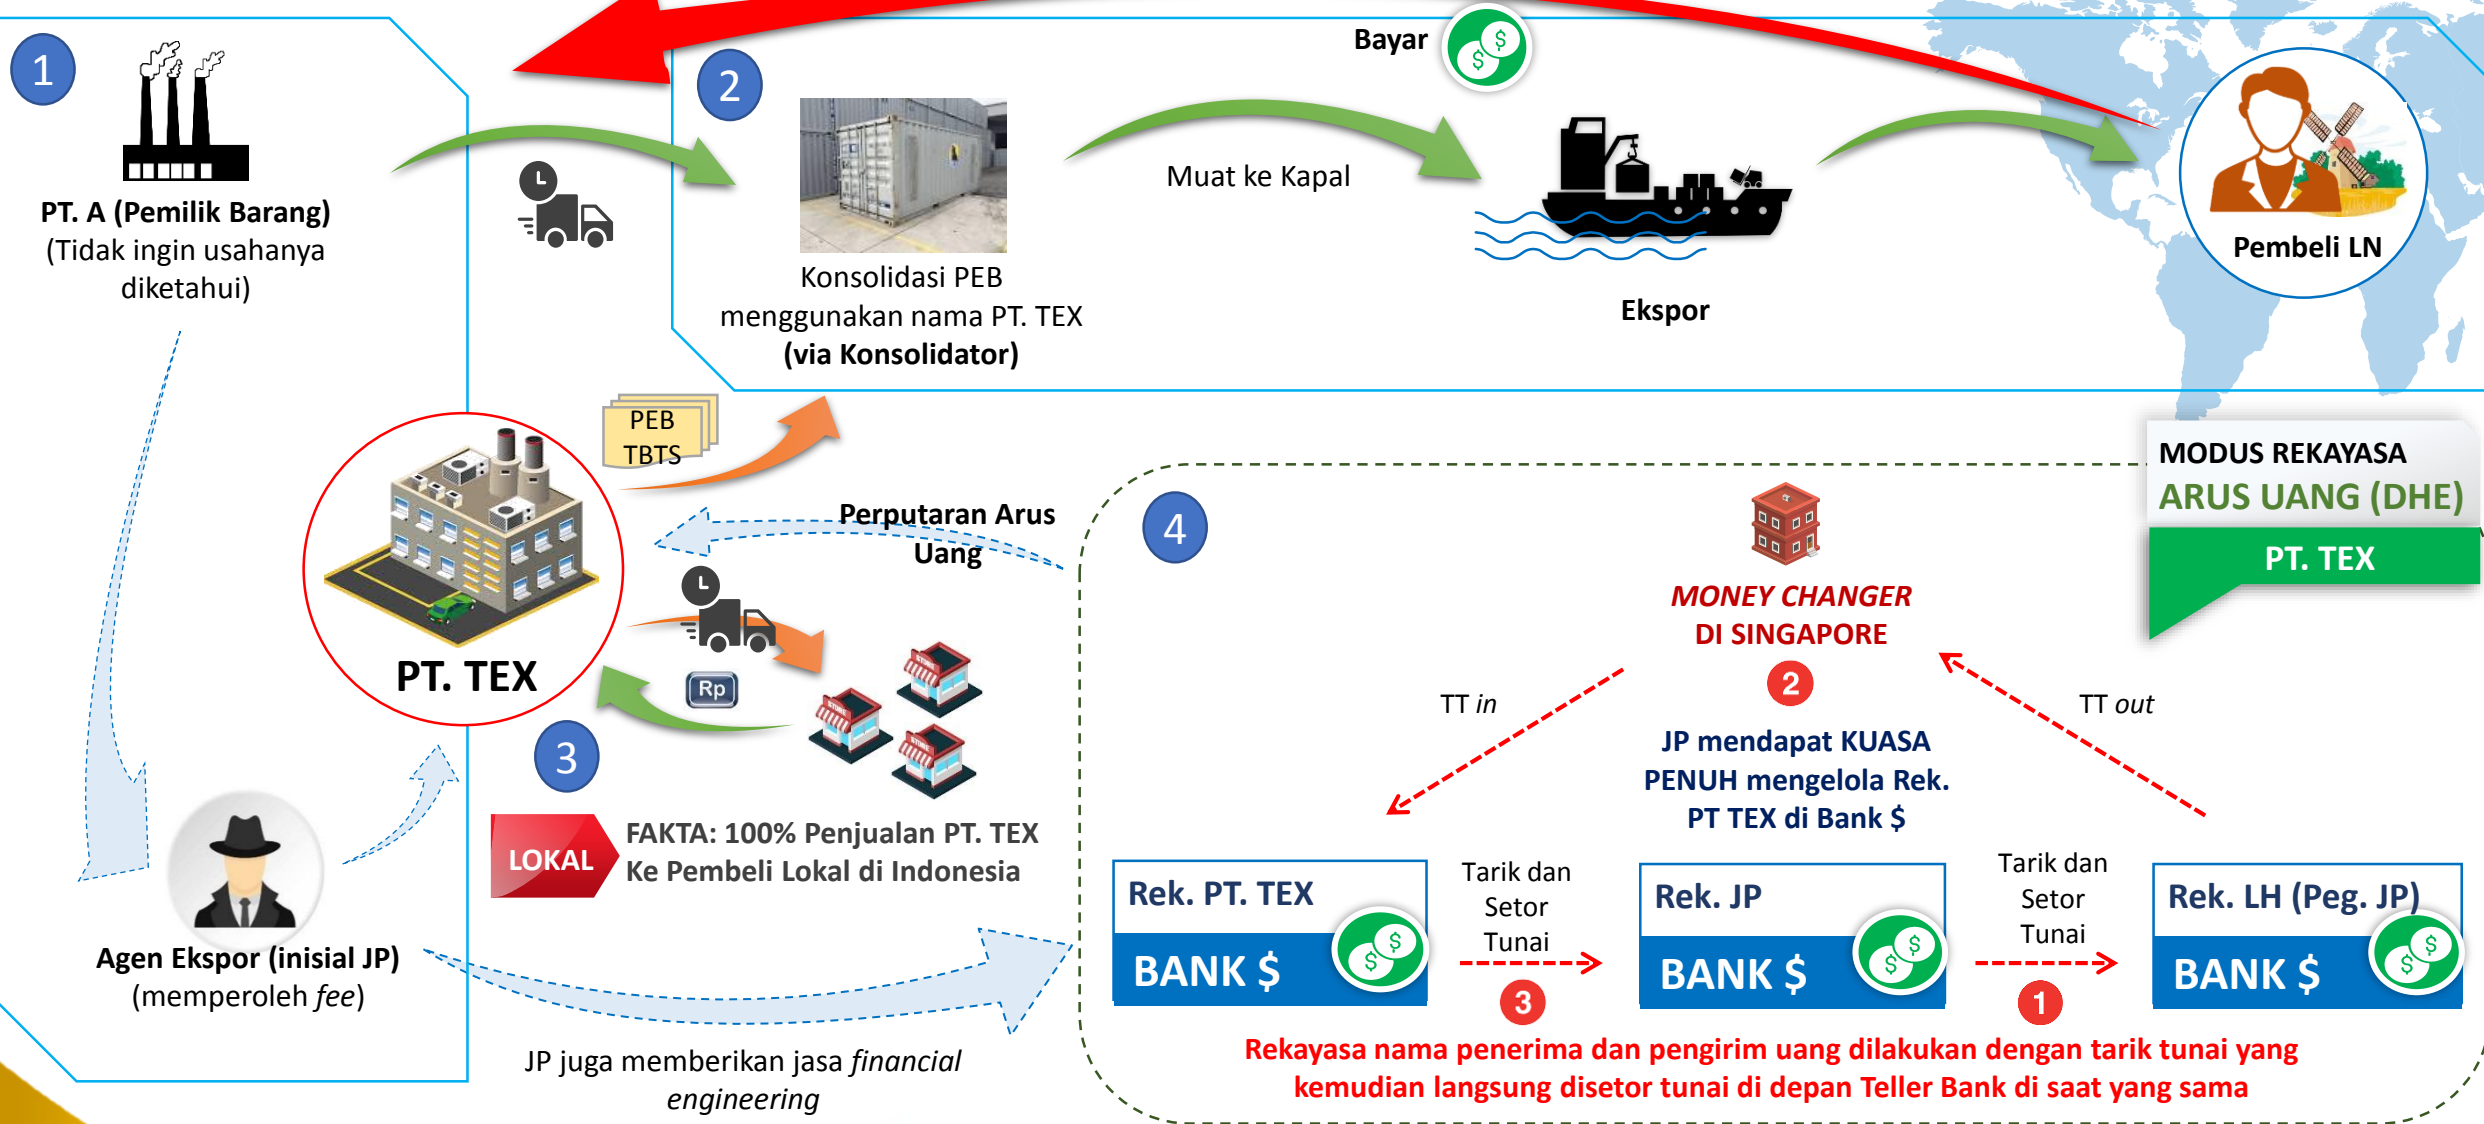 1
PT. A (Pemilik Barang)
(Tidak ingin usahanya
diketahui)
2
Konsolidasi PEB
menggunakan nama PT. TEX
(via Konsolidator)
Bayar
$
$
Muat ke Kapal
Ekspor
Pembeli LN
PEB
TBTS
PT. TEX
Perputaran Arus
Uang
Rp
STORE
STORE
STORE
3
LOKAL
FAKTA: 100% Penjualan PT. TEX
Ke Pembeli Lokal di Indonesia
Agen Ekspor (inisial JP)
(memperoleh fee)
JP juga memberikan jasa financial
engineering
MODUS REKAYASA
ARUS UANG (DHE)
PT. TEX
4
MONEY CHANGER
DI SINGAPORE
2
JP mendapat KUASA
PENUH mengelola Rek.
PT TEX di Bank $
TT in
TT out
Rek. PT. TEX
BANK $
$
$
Tarik dan
Setor
Tunai
3
Rek. JP
BANK $
$
$
Tarik dan
Setor
Tunai
1
Rek. LH (Peg. JP)
BANK $
$
$
Rekayasa nama penerima dan pengirim uang dilakukan dengan tarik tunai yang
kemudian langsung disetor tunai di depan Teller Bank di saat yang sama